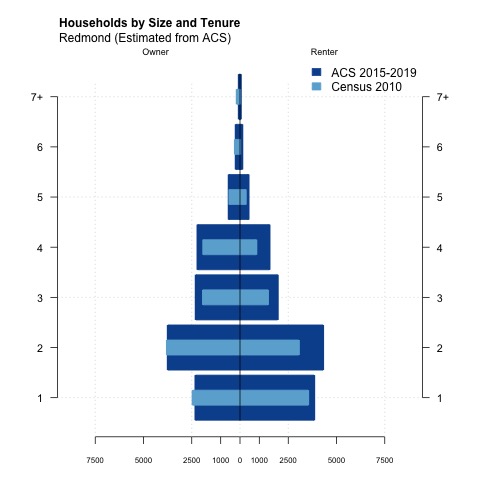 Households by Size and Tenure
Redmond (Estimated from ACS)
Owner
Renter
ACS 2015-2019
Census 2010
7+ 7+
6 6
5 5
4 4
3 3
2 2
1 1
7500 5000 2500 1000 0 1000 2500 5000 7500